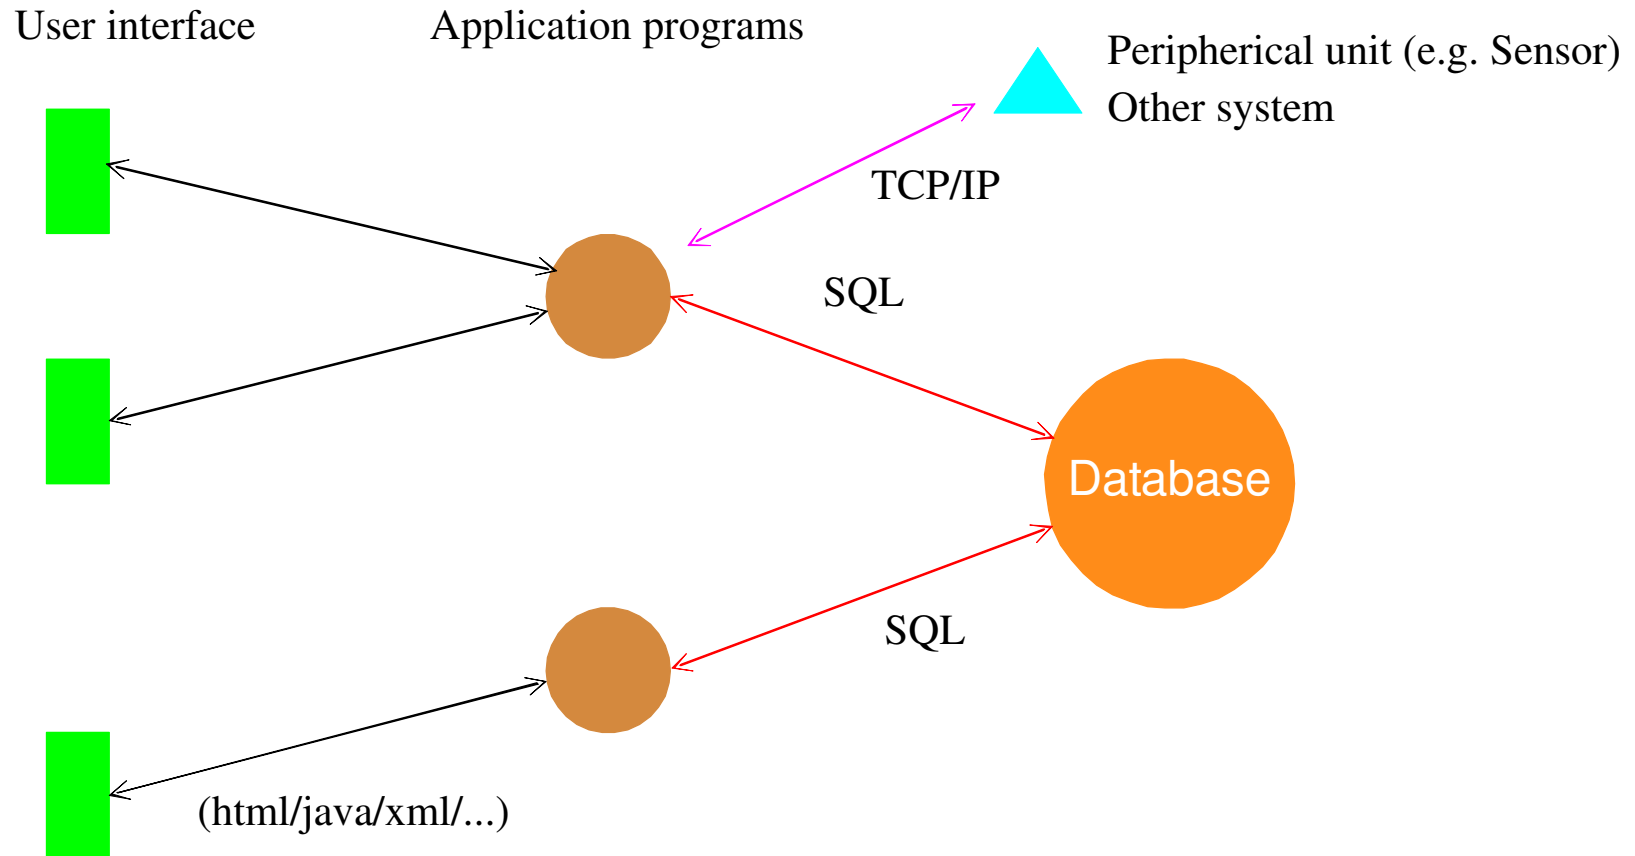 User interface
Application programs
Peripherical unit (e.g. Sensor)
Other system
TCP/IP
SQL
Database
SQL
(html/java/xml/...)